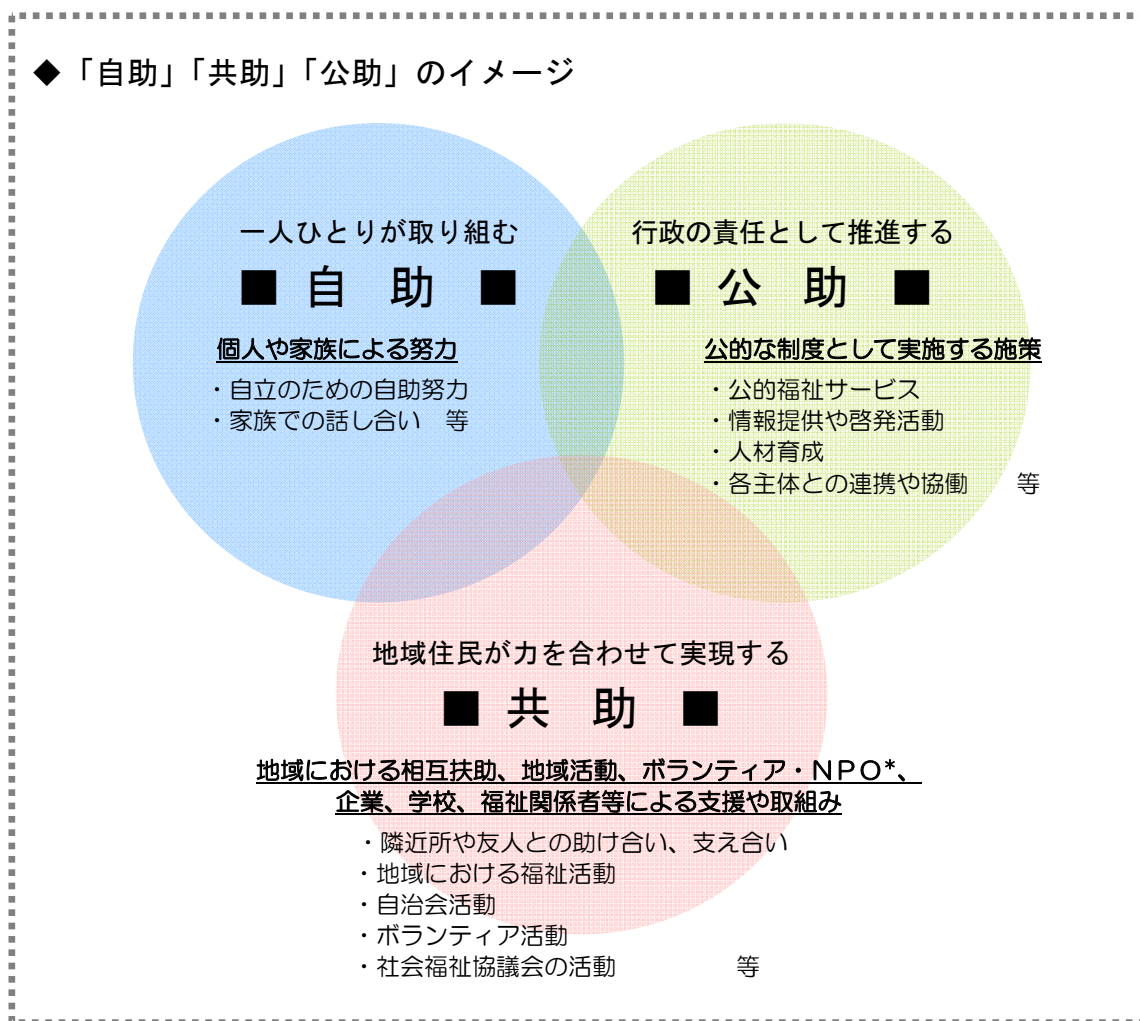 ◆「自助」「共助」「公助」のイメージ
一人ひとりが取り組む
■ 自 助 ■
個人や家族による努力
・自立のための自助努力
・家族での話し合い 等
行政の責任として推進する
■ 公 助 ■
公的な制度として実施する施策
・公的福祉サービス
・情報提供や啓発活動
・人材育成
・各主体との連携や協働 等
地域住民が力を合わせて実現する
■ 共 助 ■
地域における相互扶助、地域活動、ボランティア・ＮＰＯ*、
企業、学校、福祉関係者等による支援や取組み
・隣近所や友人との助け合い、支え合い
・地域における福祉活動
・自治会活動
・ボランティア活動
・社会福祉協議会の活動 等